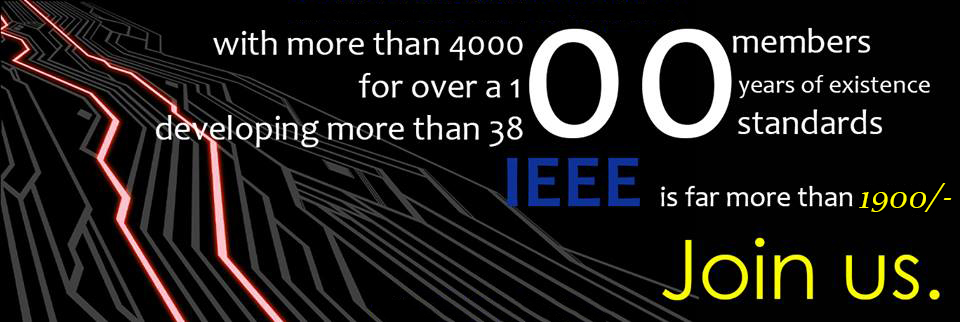 with more than 4000 00 members
for over a 1 years of existence
developing more than 38 standards
IEEE is far more than 1900/-
Join us.